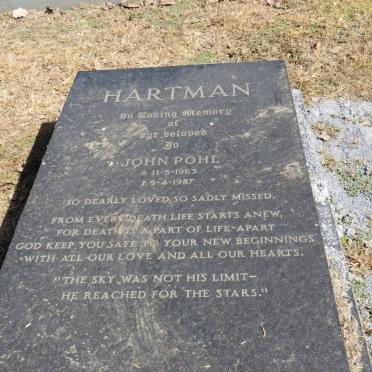 HARTMAN
In Loving Memory
of
our beloved
Jo
JOHN POHL
☆ 11-5-1963
† 5-4-1987
SO DEARLY LOVED, SO SADLY MISSED.
FROM EVERY DEATH LIFE STARTS ANEW,
FOR DEATH IS A PART OF LIFE-APART
GOD KEEP YOU SAFE TO YOUR NEW BEGINNINGS
WITH ALL OUR LOVE AND ALL OUR HEARTS.
"THE SKY WAS NOT HIS LIMIT—
HE REACHED FOR THE STARS."